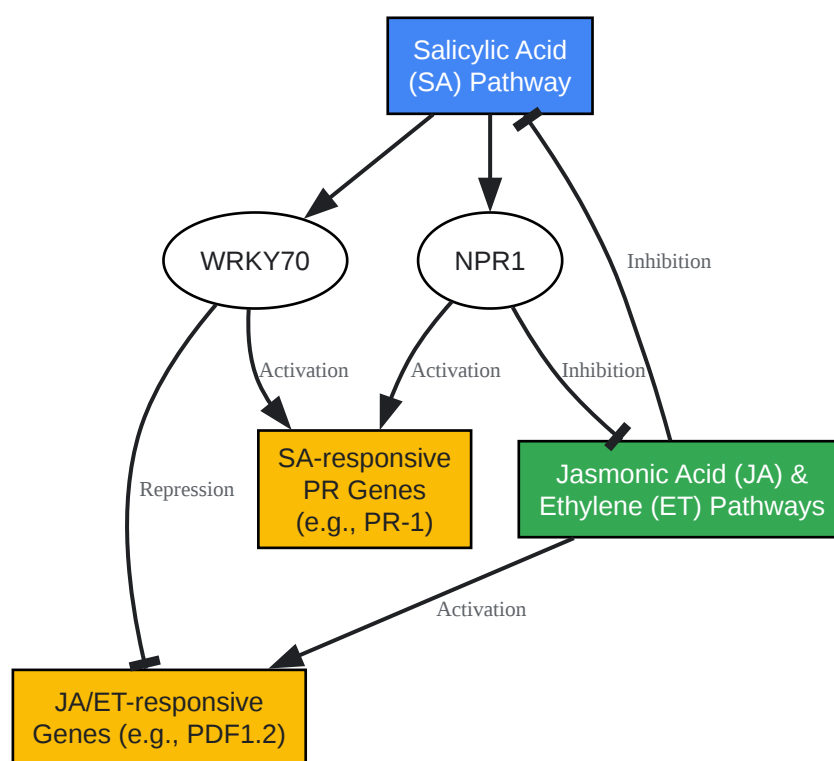 Salicylic Acid
(SA) Pathway
WRKY70
NPR1
Inhibition
Activation
Activation
Inhibition
SA-responsive
PR Genes
(e.g., PR-1)
Jasmonic Acid (JA) &
Ethylene (ET) Pathways
Repression
Activation
JA/ET-responsive
Genes (e.g., PDF1.2)